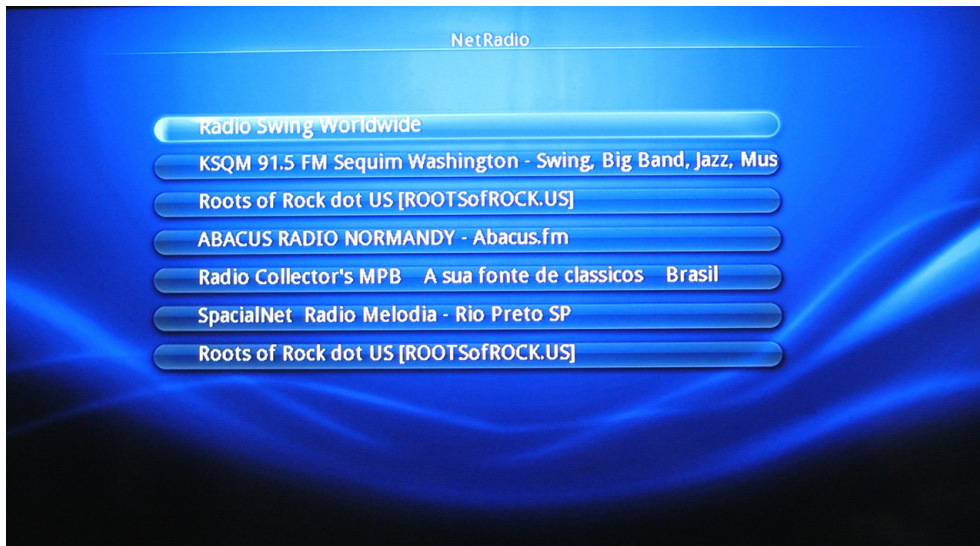 NetRadio
Radio Swing Worldwide
KSQM 91.5 FM Sequim Washington - Swing, Big Band, Jazz, Mus
Roots of Rock dot US [ROOTSofROCK.US]
ABACUS RADIO NORMANDY - Abacus.fm
Radio Collector's MPB    A sua fonte de classicos    Brasil
SpacialNet  Radio Melodia - Rio Preto SP
Roots of Rock dot US [ROOTSofROCK.US]